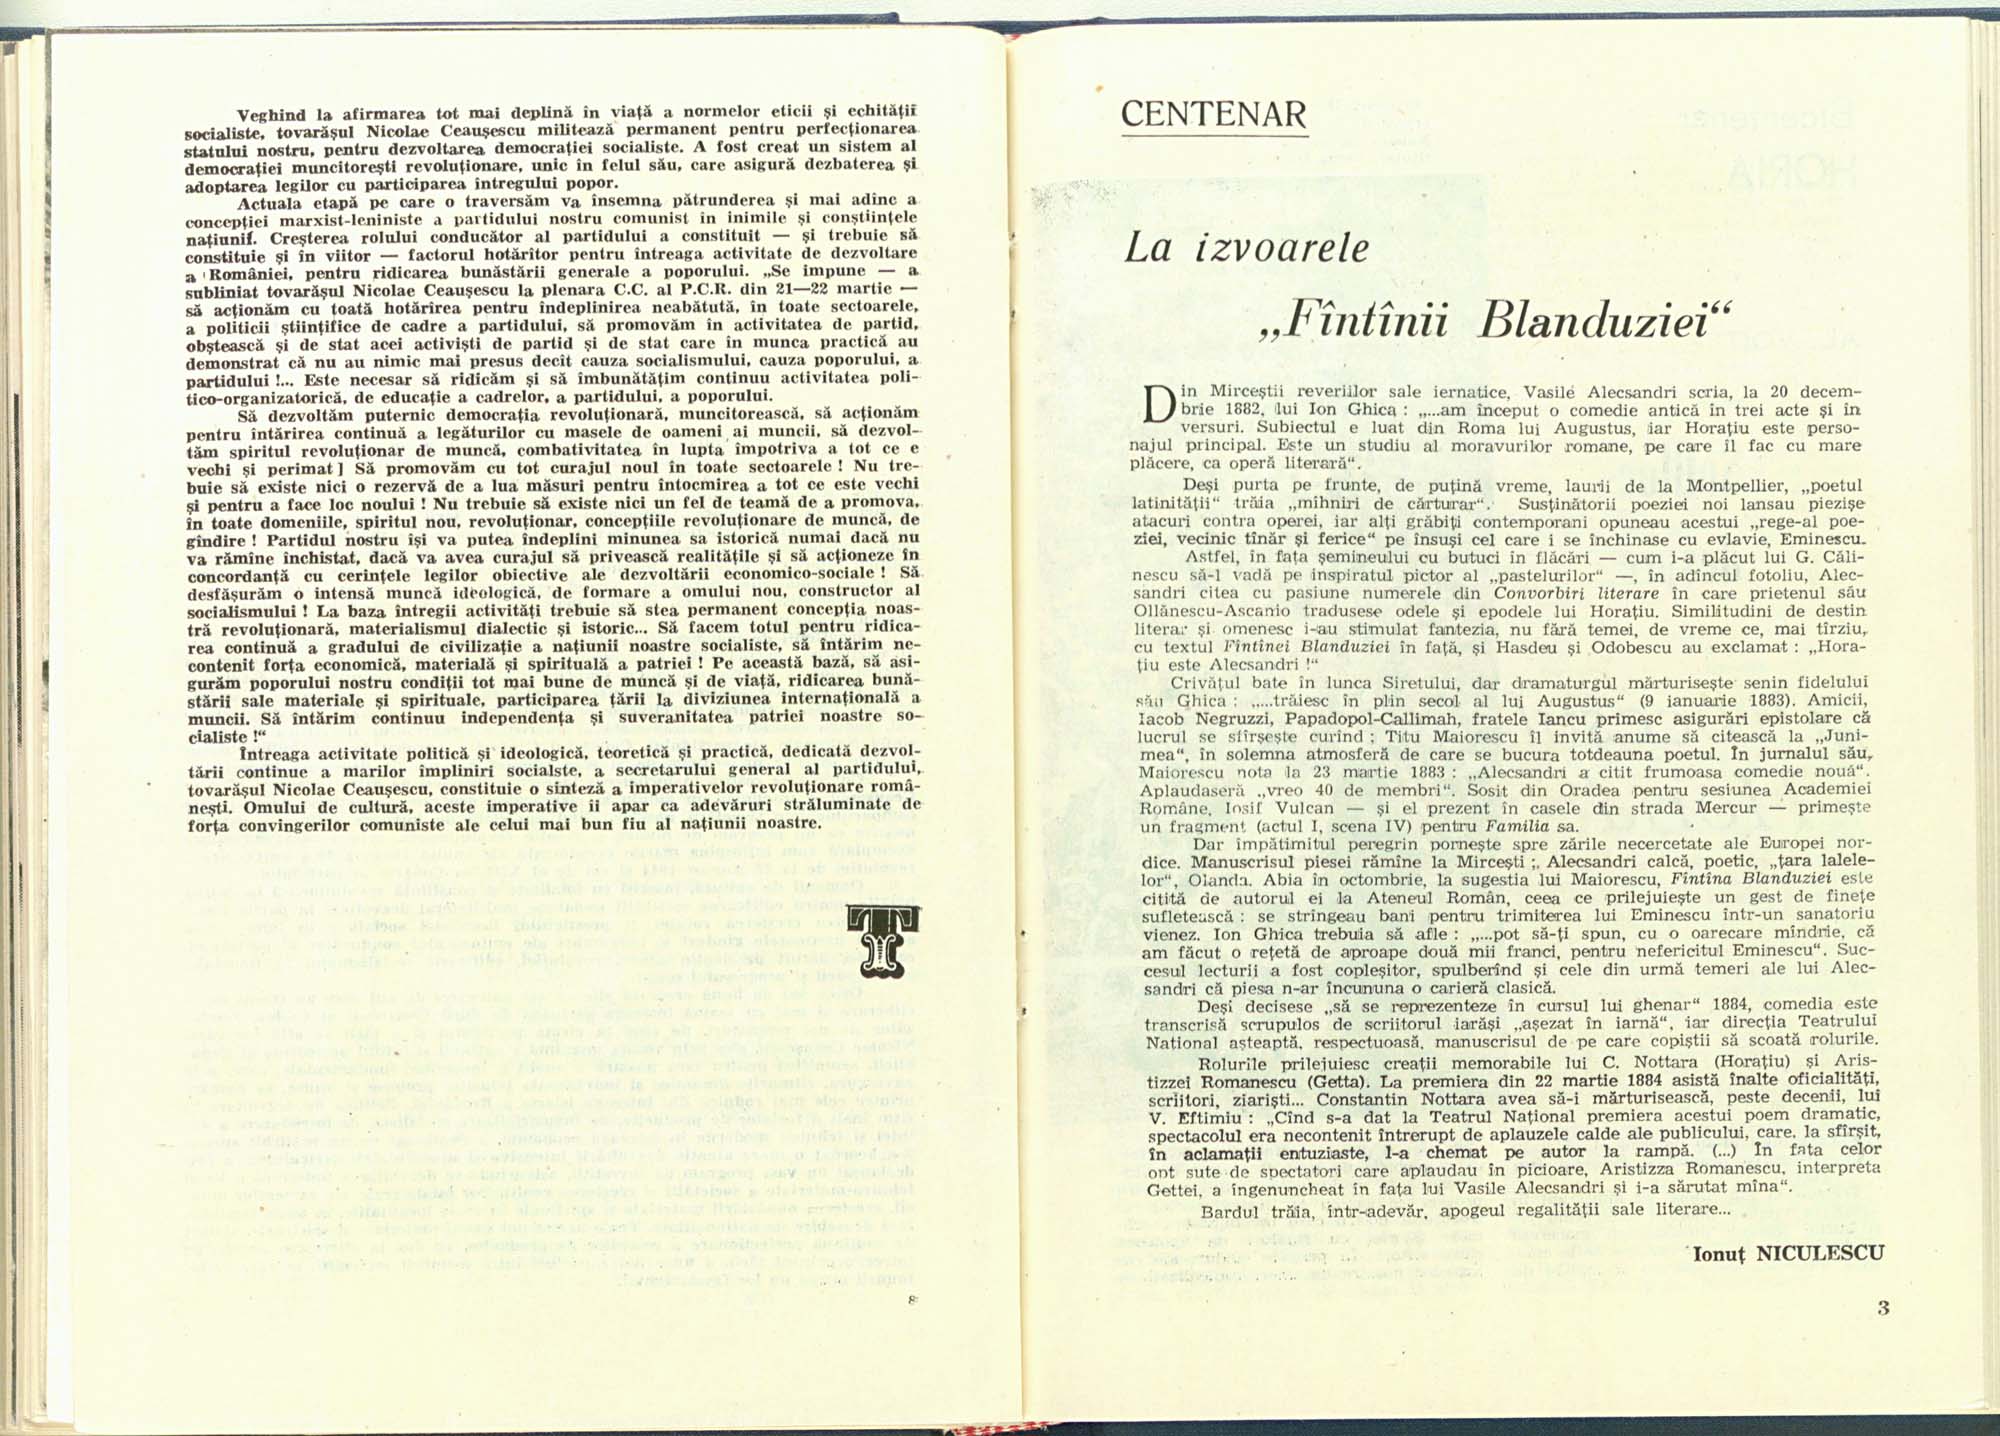 Veghind la afirmarea tot mai deplină în viață a normelor eticii și echității
socialiste, tovarășul Nicolae Ceaușescu militează permanent pentru perfecționarea
statului nostru, pentru dezvoltarea democrației socialiste. A fost creat un sistem al
democrației muncitorești revoluționare, unic în felul său, care asigură dezbaterea și
adoptarea legilor cu participarea întregului popor.
Actuala etapă pe care o traversăm va însemna pătrunderea și mai adînc a
concepției marxist-leniniste a partidului nostru comunist în inimile și conștiințele
națiunii. Creșterea rolului conducător al partidului a constituit — și trebuie să
constituie și în viitor — factorul hotărîtor pentru întreaga activitate de dezvoltare
a României, pentru ridicarea bunăstării generale a poporului. „Se impune — a
subliniat tovarășul Nicolae Ceaușescu la plenara C.C. al P.C.R. din 21—22 martie —
să acționăm cu toată hotărîrea pentru îndeplinirea neabătută, în toate sectoarele,
a politicii științifice de cadre a partidului, să promovăm în activitatea de partid,
obștească și de stat acei activiști de partid și de stat care în munca practică au
demonstrat că nu au nimic mai presus decît cauza socialismului, cauza poporului, a
partidului !... Este necesar să ridicăm și să îmbunătățim continuu activitatea poli-
tico-organizatorică, de educație a cadrelor, a partidului, a poporului.
Să dezvoltăm puternic democrația revoluționară, muncitorească, să acționăm
pentru întărirea continuă a legăturilor cu masele de oameni ai muncii, să dezvol-
tăm spiritul revoluționar de muncă, combativitatea în lupta împotriva a tot ce e
vechi și perimat ] Să promovăm cu tot curajul noul în toate sectoarele ! Nu tre-
buie să existe nici o rezervă de a lua măsuri pentru întocmirea a tot ce este vechi
și pentru a face loc noului ! Nu trebuie să existe nici un fel de teamă de a promova,
în toate domeniile, spiritul nou, revoluționar, concepțiile revoluționare de muncă, de
gîndire ! Partidul nostru își va putea îndeplini minunea sa istorică numai dacă nu
va rămîne închistat, dacă va avea curajul să privească realitățile și să acționeze în
concordanță cu cerințele legilor obiective ale dezvoltării economico-sociale ! Să
desfășurăm o intensă muncă ideologică, de formare a omului nou, constructor al
socialismului ! La baza întregii activități trebuie să stea permanent concepția noas-
tră revoluționară, materialismul dialectic și istoric... Să facem totul pentru ridica-
rea continuă a gradului de civilizație a națiunii noastre socialiste, să întărim ne-
contenit forța economică, materială și spirituală a patriei ! Pe această bază, să asi-
gurăm poporului nostru condiții tot mai bune de muncă și de viață, ridicarea bună-
stării sale materiale și spirituale, participarea țării la diviziunea internațională a
muncii. Să întărim continuu independența și suveranitatea patriei noastre so-
cialiste !“
Întreaga activitate politică și ideologică, teoretică și practică, dedicată dezvol-
tării continue a marilor împliniri socialste, a secretarului general al partidului,
tovarășul Nicolae Ceaușescu, constituie o sinteză a imperativelor revoluționare româ-
nești. Omului de cultură, aceste imperative îi apar ca adevăruri străluminate de
forța convingerilor comuniste ale celui mai bun fiu al națiunii noastre.
T
8
CENTENAR
La izvoarele
„Fîntînii Blanduziei“
Din Mirceștii reveriilor sale iernatice, Vasile Alecsandri scria, la 20 decem-
brie 1882, lui Ion Ghica : „...am început o comedie antică în trei acte și în
versuri. Subiectul e luat din Roma lui Augustus, iar Horațiu este perso-
najul principal. Este un studiu al moravurilor romane, pe care îl fac cu mare
plăcere, ca operă literară“.
Deși purta pe frunte, de puțină vreme, laurii de la Montpellier, „poetul
latinității“ trăia „mîhniri de cărturar“. Susținătorii poeziei noi lansau piezișe
atacuri contra operei, iar alți grăbiți contemporani opuneau acestui „rege-al poe-
ziei, vecinic tînăr și ferice“ pe însuși cel care i se închinase cu evlavie, Eminescu.
Astfel, în fața șemineului cu butuci în flăcări — cum i-a plăcut lui G. Căli-
nescu să-l vadă pe inspiratul pictor al „pastelurilor“ —, în adîncul fotoliu, Alec-
sandri citea cu pasiune numerele din Convorbiri literare în care prietenul său
Ollănescu-Ascanio tradusese odele și epodele lui Horațiu. Similitudini de destin
literar și omenesc i-au stimulat fantezia, nu fără temei, de vreme ce, mai tîrziu,
cu textul Fîntînei Blanduziei în față, și Hasdeu și Odobescu au exclamat : „Hora-
țiu este Alecsandri !“
Crivățul bate în lunca Siretului, dar dramaturgul mărturisește senin fidelului
său Ghica : „...trăiesc în plin secol al lui Augustus“ (9 ianuarie 1883). Amicii,
Iacob Negruzzi, Papadopol-Callimah, fratele Iancu primesc asigurări epistolare că
lucrul se sfîrșește curînd ; Titu Maiorescu îl invită anume să citească la „Juni-
mea“, în solemna atmosferă de care se bucura totdeauna poetul. În jurnalul său,
Maiorescu nota la 23 martie 1883 : „Alecsandri a citit frumoasa comedie nouă“.
Aplaudaseră „vreo 40 de membri“. Sosit din Oradea pentru sesiunea Academiei
Române, Iosif Vulcan — și el prezent în casele din strada Mercur — primește
un fragment (actul I, scena IV) pentru Familia sa.
Dar împătimitul peregrin pornește spre zările necercetate ale Europei nor-
dice. Manuscrisul piesei rămîne la Mircești ; Alecsandri calcă, poetic, „țara lalele-
lor“, Olanda. Abia în octombrie, la sugestia lui Maiorescu, Fîntîna Blanduziei este
citită de autorul ei la Ateneul Român, ceea ce prilejuiește un gest de finețe
sufletească : se strîngeau bani pentru trimiterea lui Eminescu într-un sanatoriu
vienez. Ion Ghica trebuia să afle : „...pot să-ți spun, cu o oarecare mîndrie, că
am făcut o rețetă de aproape două mii franci, pentru nefericitul Eminescu“. Suc-
cesul lecturii a fost copleșitor, spulberînd și cele din urmă temeri ale lui Alec-
sandri că piesa n-ar încununa o carieră clasică.
Deși decisese „să se reprezenteze în cursul lui ghenar“ 1884, comedia este
transcrisă scrupulos de scriitorul iarăși „așezat în iarnă“, iar direcția Teatrului
Național așteaptă, respectuoasă, manuscrisul de pe care copiștii să scoată rolurile.
Rolurile prilejuiesc creații memorabile lui C. Nottara (Horațiu) și Aris-
tizzei Romanescu (Getta). La premiera din 22 martie 1884 asistă înalte oficialități,
scriitori, ziariști... Constantin Nottara avea să-i mărturisească, peste decenii, lui
V. Eftimiu : „Cînd s-a dat la Teatrul Național premiera acestui poem dramatic,
spectacolul era necontenit întrerupt de aplauzele calde ale publicului, care, la sfîrșit,
în aclamații entuziaste, l-a chemat pe autor la rampă. (...) În fața celor
opt sute de spectatori care aplaudau în picioare, Aristizza Romanescu, interpreta
Gettei, a îngenuncheat în fața lui Vasile Alecsandri și i-a sărutat mîna“.
Bardul trăia, într-adevăr, apogeul regalității sale literare...
Ionuț NICULESCU
3